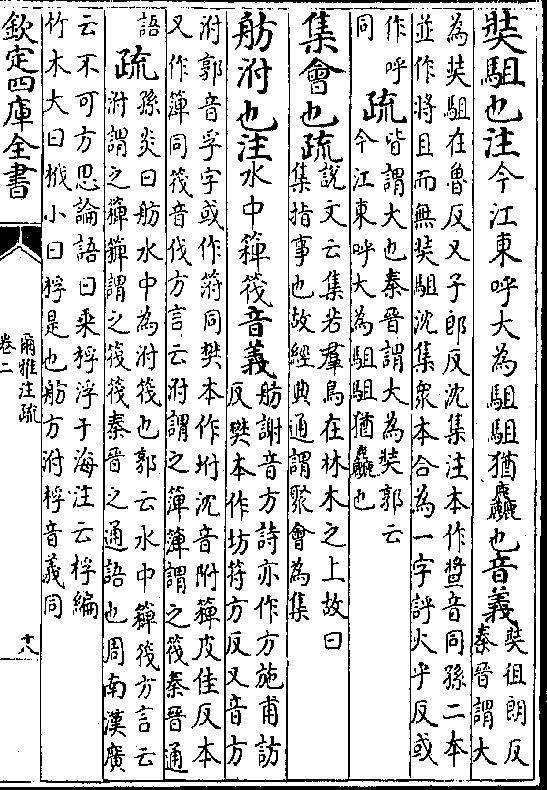 奘駔也注今江東呼大為駔駔猶麤也音義奘徂朗反
秦晉謂大
為奘駔在魯反又子郎反沈集注本作音同孫二本
並作將且而無奘駔沈集衆本合為一字評火乎反或
作呼疏皆謂大也秦晉謂大為奘郭云
同今江東呼大為駔駔猶麤也
集會也疏說文云集若羣鳥在林木之上故曰
集指事也故經典通謂聚會為集
舫泭也注水中䉬筏音義舫謝音方詩亦作方施甫訪
反樊本作坊符方反又音方
泭郭音孚字或作同樊本作坿沈音附䉬皮佳反本
又作簰同筏音伐方言云泭謂之簰簰謂之筏秦晉通
語疏孫炎曰舫水中為泭筏也郭云水中䉬筏方言云
泭謂之䉬䉬謂之筏筏秦晉之通語也周南漢廣
云不可方思論語曰乘桴浮于海注云桴編
竹木大曰栰小曰桴是也舫方泭桴音義同
欽定四庫全書
爾雅注疏
卷二
十八